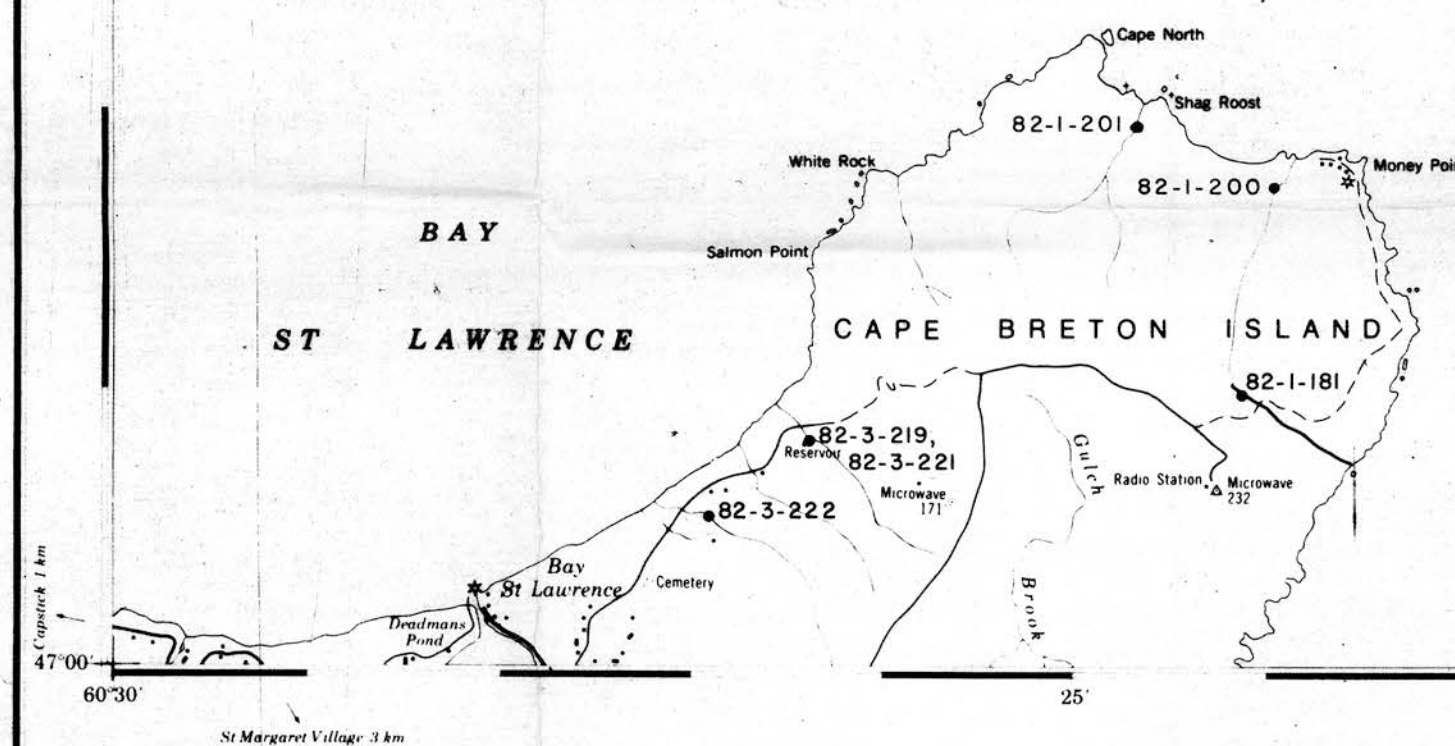 Cape North
Shag Roost
82-1-201
White Rock
82-1-200
BAY
Salmon Point
ST LAWRENCE
CAPE BRETON ISLAND
82-1-181
82-3-219,
Reservoir
82-3-221
Gulch
Microwave
171
Radio Station
Microwave
232
82-3-222
Bay
St Lawrence
Cemetery
Brook
Deadmans
Pond
Capstick 1 km
47°00'
60°30'
25'
St Margaret Village 3 km